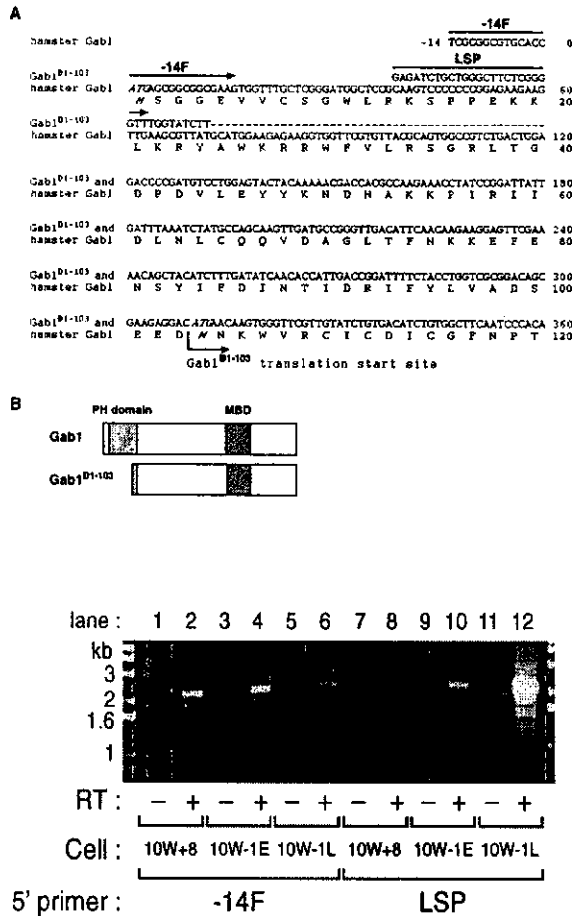 A
-14F
hamster Gab1 -14 TCGCGGCGTGCACC 0
LSP
-14F
Gab1D1-103 GAGATCTGCTGGGCTTCTCGGG
hamster Gab1 ATGAGCGGCGGCGAAGTGGTTTGCTCGGGATGGCTCCGCAAGTCCCCCCCGGAGAAGAAG 60
M S G G E V V C S G W L R K S P P E K K 20
Gab1D1-103 GTTTGGTATCTT
hamster Gab1 TTGAAGCGTTATGCATGGAAGAGAAGGTGGTTCGTGTTACGCAGTGGCCGTCTGACTGGA 120
L K R Y A W K R R W F V L R S G R L T G 40
Gab1D1-103 and GACCCCGATGTCCTGGAGTACTACAAAAACGACCACGCCAAGAAACCTATCCGGATTATT 180
hamster Gab1 D P D V L E Y Y K N D H A K K P I R I I 60
Gab1D1-103 and GATTTAAATCTATGCCAGCAAGTTGATGCCGGGTTGACATTCAACAAGAAGGAGTTCGAA 240
hamster Gab1 D L N L C Q Q V D A G L T F N K K E F E 80
Gab1D1-103 and AACAGCTACATCTTTGATATCAACACCATTGACCGGATTTTCTACCTGGTCGCGGACAGC 300
hamster Gab1 N S Y I F D I N T I D R I F Y L V A D S 100
Gab1D1-103 and GAAGAGGACATGAACAAGTGGGTTCGTTGTATCTGTGACATCTGTGGCTTCAATCCCACA 360
hamster Gab1 E E D M N K W V R C I C D I C G F N P T 120
Gab1D1-103 translation start site
B
PH domain MBD
Gab1
Gab1D1-103
lane : 1 2 3 4 5 6 7 8 9 10 11 12
kb
3
2
1.6
1
RT : − + − + − + − + − + − +
Cell : 10W+8 10W-1E 10W-1L 10W+8 10W-1E 10W-1L
5' primer : -14F LSP